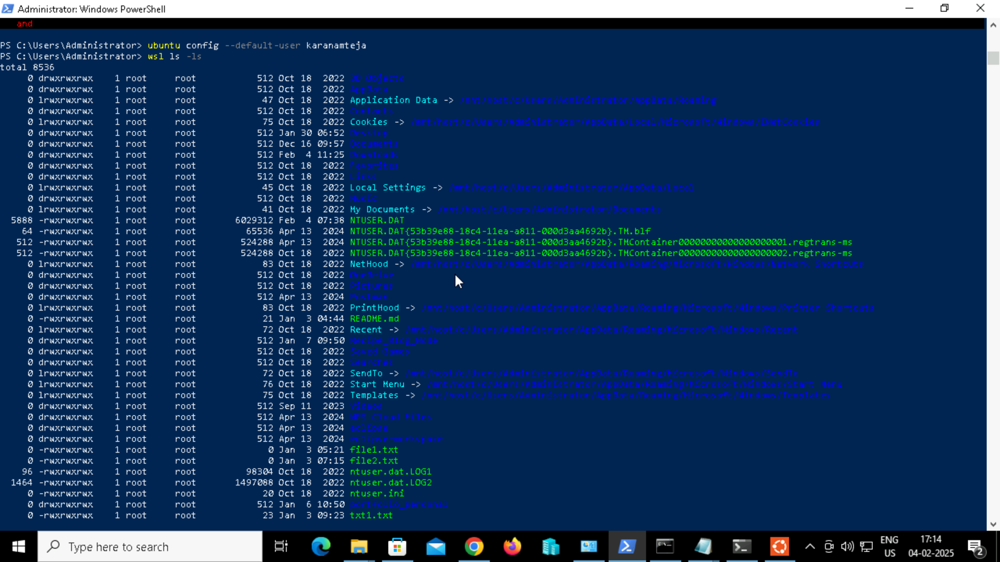 Administrator: Windows PowerShell
and
PS C:\Users\Administrator> ubuntu config --default-user karanamteja
PS C:\Users\Administrator> wsl ls -ls
total 8536
0 drwxrwxrwx 1 root root 512 Oct 18 2022 3D Objects
0 drwxrwxrwx 1 root root 512 Oct 18 2022 AppData
0 lrwxrwxrwx 1 root root 47 Oct 18 2022 Application Data -> /mnt/host/c/Users/Administrator/AppData/Roaming
0 drwxrwxrwx 1 root root 512 Oct 18 2022 Contacts
0 lrwxrwxrwx 1 root root 75 Oct 18 2022 Cookies -> /mnt/host/c/Users/Administrator/AppData/Local/Microsoft/Windows/INetCookies
0 drwxrwxrwx 1 root root 512 Jan 30 06:52 Desktop
0 drwxrwxrwx 1 root root 512 Dec 16 09:57 Documents
0 drwxrwxrwx 1 root root 512 Feb 4 11:25 Downloads
0 drwxrwxrwx 1 root root 512 Oct 18 2022 Favorites
0 drwxrwxrwx 1 root root 512 Oct 18 2022 Links
0 lrwxrwxrwx 1 root root 45 Oct 18 2022 Local Settings -> /mnt/host/c/Users/Administrator/AppData/Local
0 drwxrwxrwx 1 root root 512 Oct 18 2022 Music
0 lrwxrwxrwx 1 root root 41 Oct 18 2022 My Documents -> /mnt/host/c/Users/Administrator/Documents
5888 -rwxrwxrwx 1 root root 6029312 Feb 4 07:38 NTUSER.DAT
64 -rwxrwxrwx 1 root root 65536 Apr 13 2024 NTUSER.DAT{53b39e88-18c4-11ea-a811-000d3aa4692b}.TM.blf
512 -rwxrwxrwx 1 root root 524288 Apr 13 2024 NTUSER.DAT{53b39e88-18c4-11ea-a811-000d3aa4692b}.TMContainer00000000000000000001.regtrans-ms
512 -rwxrwxrwx 1 root root 524288 Oct 18 2022 NTUSER.DAT{53b39e88-18c4-11ea-a811-000d3aa4692b}.TMContainer00000000000000000002.regtrans-ms
0 lrwxrwxrwx 1 root root 83 Oct 18 2022 NetHood -> /mnt/host/c/Users/Administrator/AppData/Roaming/Microsoft/Windows/Network Shortcuts
0 drwxrwxrwx 1 root root 512 Oct 18 2022 OneDrive
0 drwxrwxrwx 1 root root 512 Oct 18 2022 Pictures
0 drwxrwxrwx 1 root root 512 Apr 13 2024 Postman
0 lrwxrwxrwx 1 root root 83 Oct 18 2022 PrintHood -> /mnt/host/c/Users/Administrator/AppData/Roaming/Microsoft/Windows/Printer Shortcuts
0 -rwxrwxrwx 1 root root 21 Jan 3 04:44 README.md
0 lrwxrwxrwx 1 root root 72 Oct 18 2022 Recent -> /mnt/host/c/Users/Administrator/AppData/Roaming/Microsoft/Windows/Recent
0 drwxrwxrwx 1 root root 512 Jan 7 09:50 Recipe_Blog_Node
0 drwxrwxrwx 1 root root 512 Oct 18 2022 Saved Games
0 drwxrwxrwx 1 root root 512 Oct 18 2022 Searches
0 lrwxrwxrwx 1 root root 72 Oct 18 2022 SendTo -> /mnt/host/c/Users/Administrator/AppData/Roaming/Microsoft/Windows/SendTo
0 lrwxrwxrwx 1 root root 76 Oct 18 2022 Start Menu -> /mnt/host/c/Users/Administrator/AppData/Roaming/Microsoft/Windows/Start Menu
0 lrwxrwxrwx 1 root root 75 Oct 18 2022 Templates -> /mnt/host/c/Users/Administrator/AppData/Roaming/Microsoft/Windows/Templates
0 drwxrwxrwx 1 root root 512 Sep 11 2023 Videos
0 drwxrwxrwx 1 root root 512 Apr 13 2024 WPS Cloud Files
0 drwxrwxrwx 1 root root 512 Apr 13 2024 eclipse
0 drwxrwxrwx 1 root root 512 Apr 13 2024 eclipse-workspace
0 -rwxrwxrwx 1 root root 0 Jan 3 05:21 file1.txt
0 -rwxrwxrwx 1 root root 0 Jan 3 07:15 file2.txt
96 -rwxrwxrwx 1 root root 98304 Oct 18 2022 ntuser.dat.LOG1
1464 -rwxrwxrwx 1 root root 1497088 Oct 18 2022 ntuser.dat.LOG2
0 -rwxrwxrwx 1 root root 20 Oct 18 2022 ntuser.ini
0 drwxrwxrwx 1 root root 512 Jan 6 10:50 portfolio_personal
0 -rwxrwxrwx 1 root root 23 Jan 3 09:23 txt1.txt
Type here to search
ENG
US
17:14
04-02-2025
2